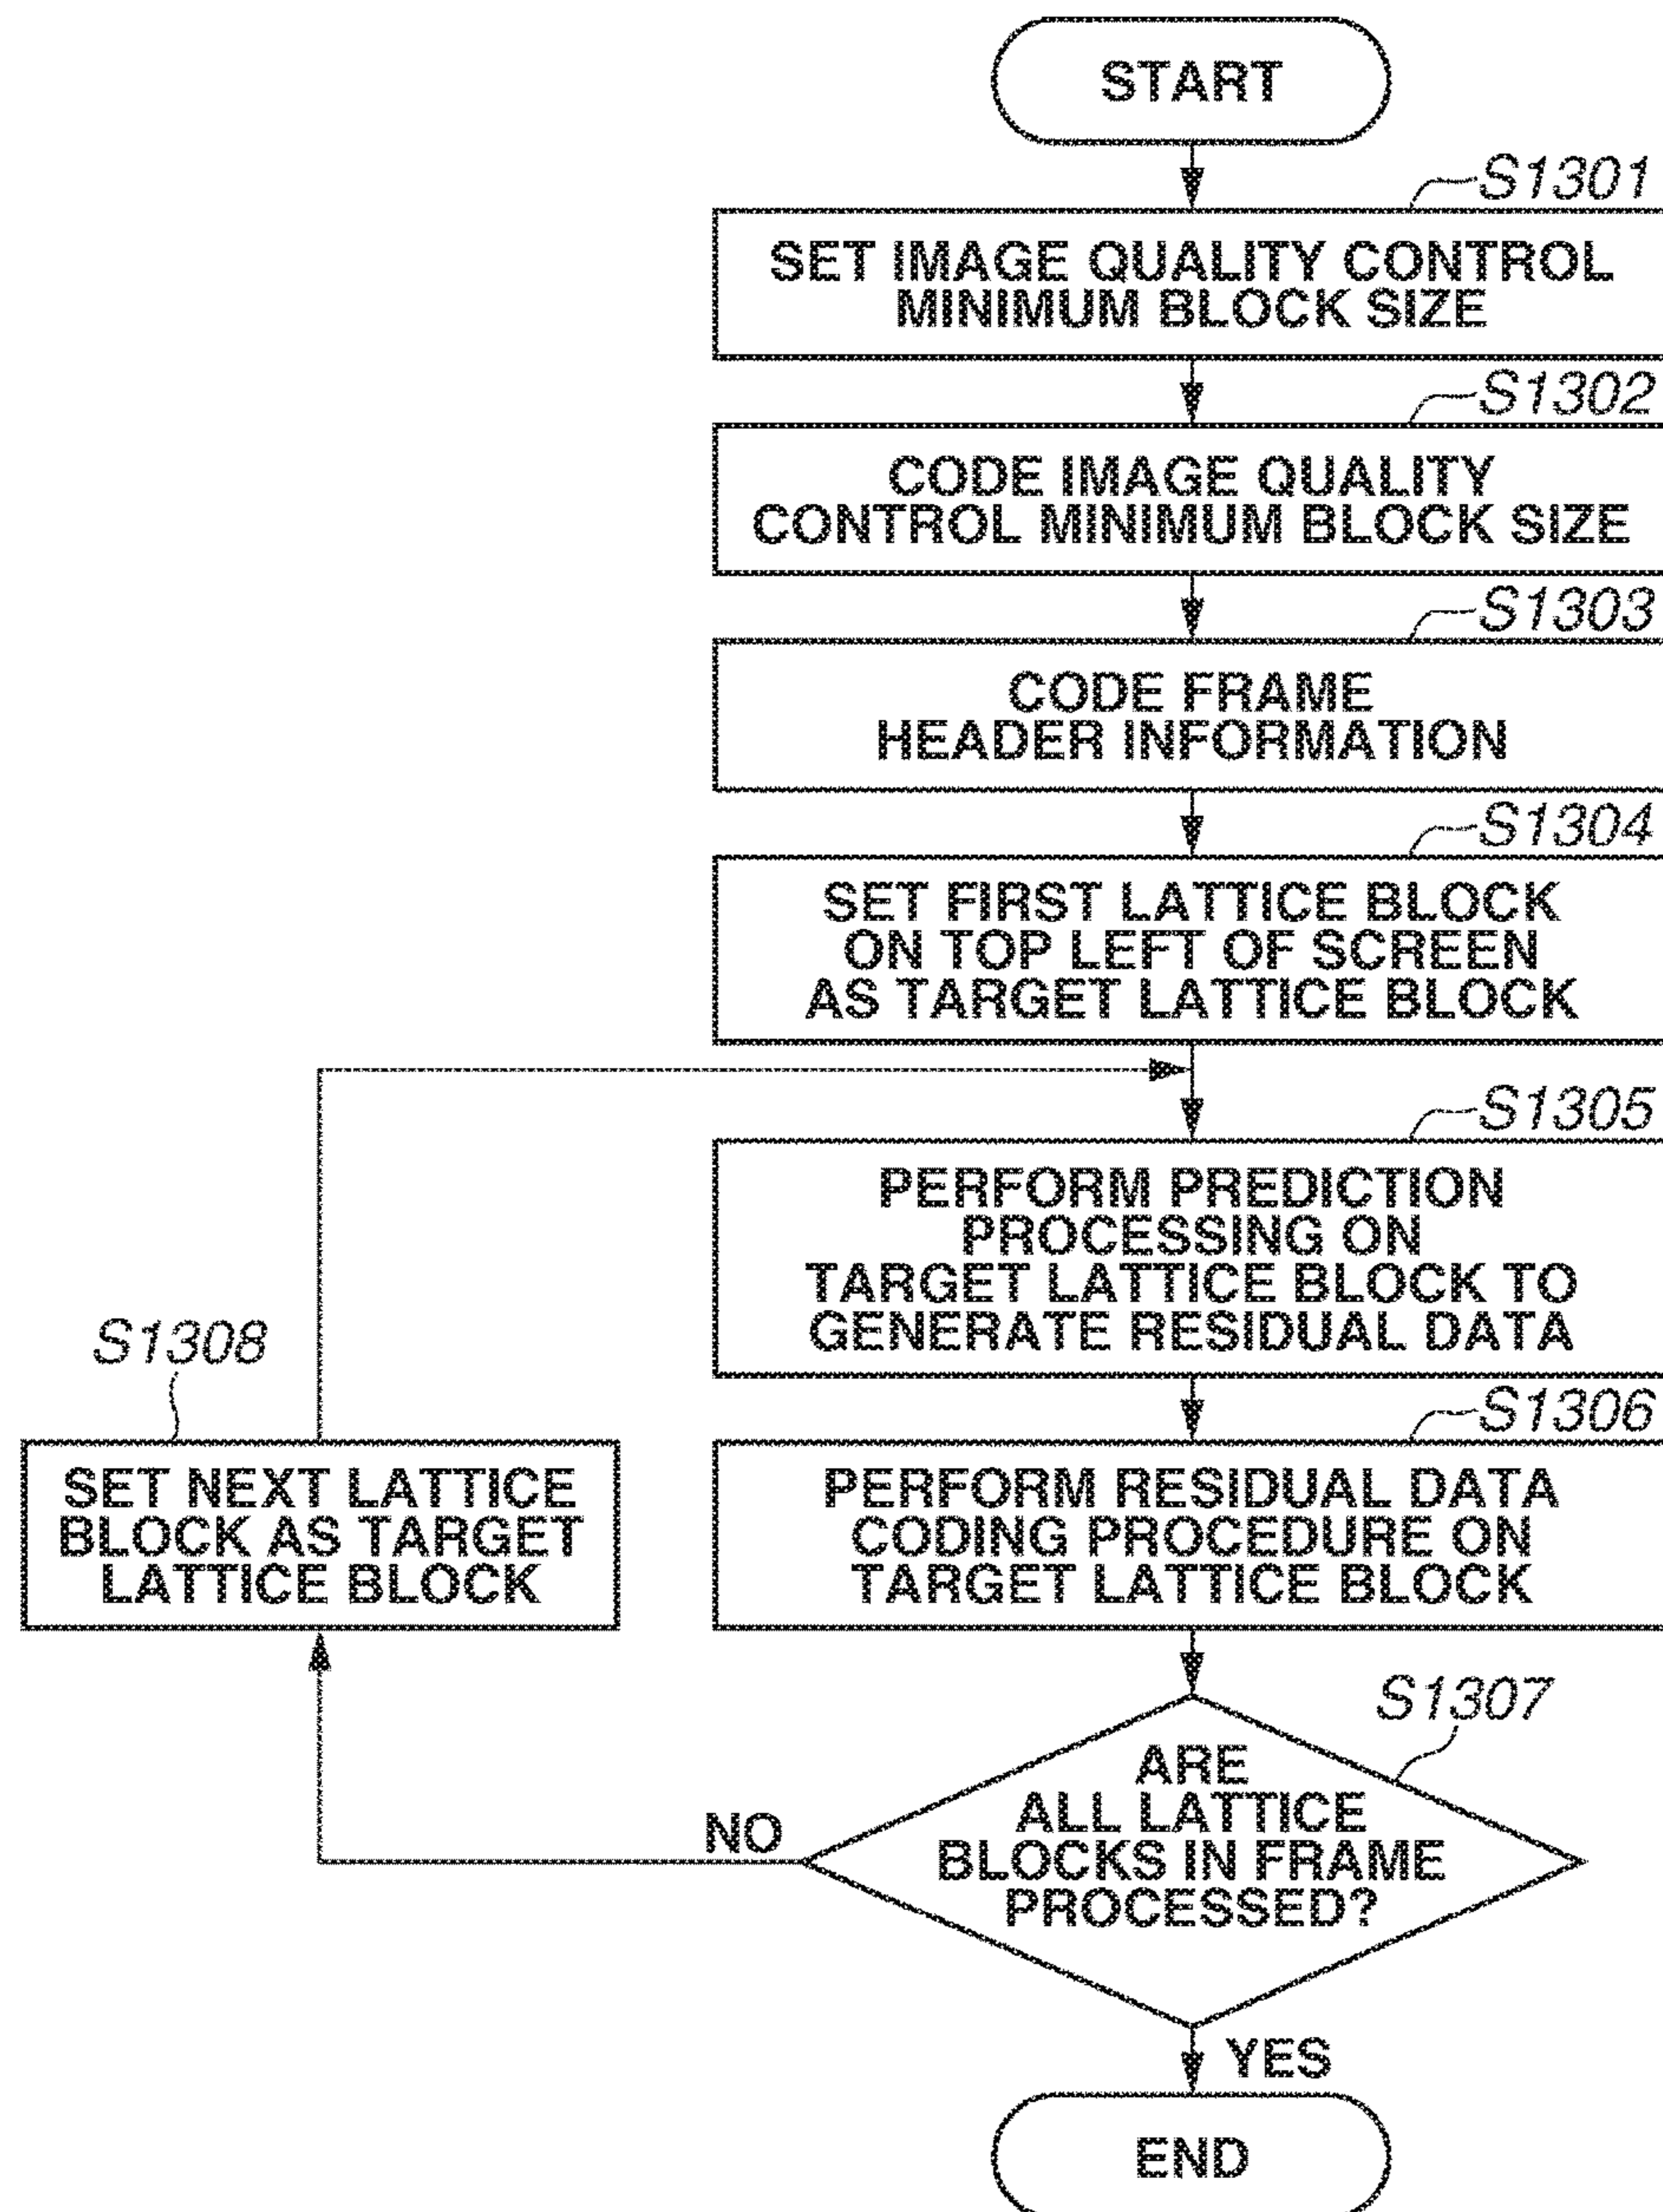 START
S1301
SET IMAGE QUALITY CONTROL
MINIMUM BLOCK SIZE
S1302
CODE IMAGE QUALITY
CONTROL MINIMUM BLOCK SIZE
S1303
CODE FRAME
HEADER INFORMATION
S1304
SET FIRST LATTICE BLOCK
ON TOP LEFT OF SCREEN
AS TARGET LATTICE BLOCK
S1305
PERFORM PREDICTION
PROCESSING ON
TARGET LATTICE BLOCK TO
GENERATE RESIDUAL DATA
S1308
SET NEXT LATTICE
BLOCK AS TARGET
LATTICE BLOCK
S1306
PERFORM RESIDUAL DATA
CODING PROCEDURE ON
TARGET LATTICE BLOCK
S1307
ARE
ALL LATTICE
BLOCKS IN FRAME
PROCESSED?
NO
YES
END